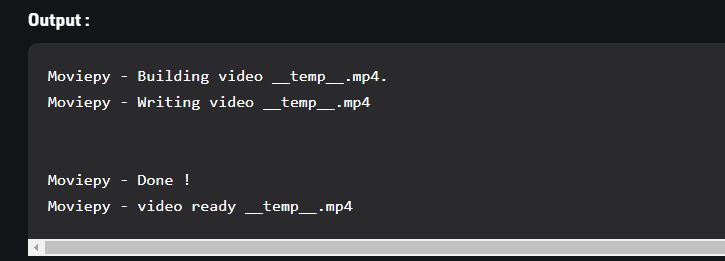 Output :
Moviepy - Building video __temp__.mp4.
Moviepy - Writing video __temp__.mp4
Moviepy - Done !
Moviepy - video ready __temp__.mp4